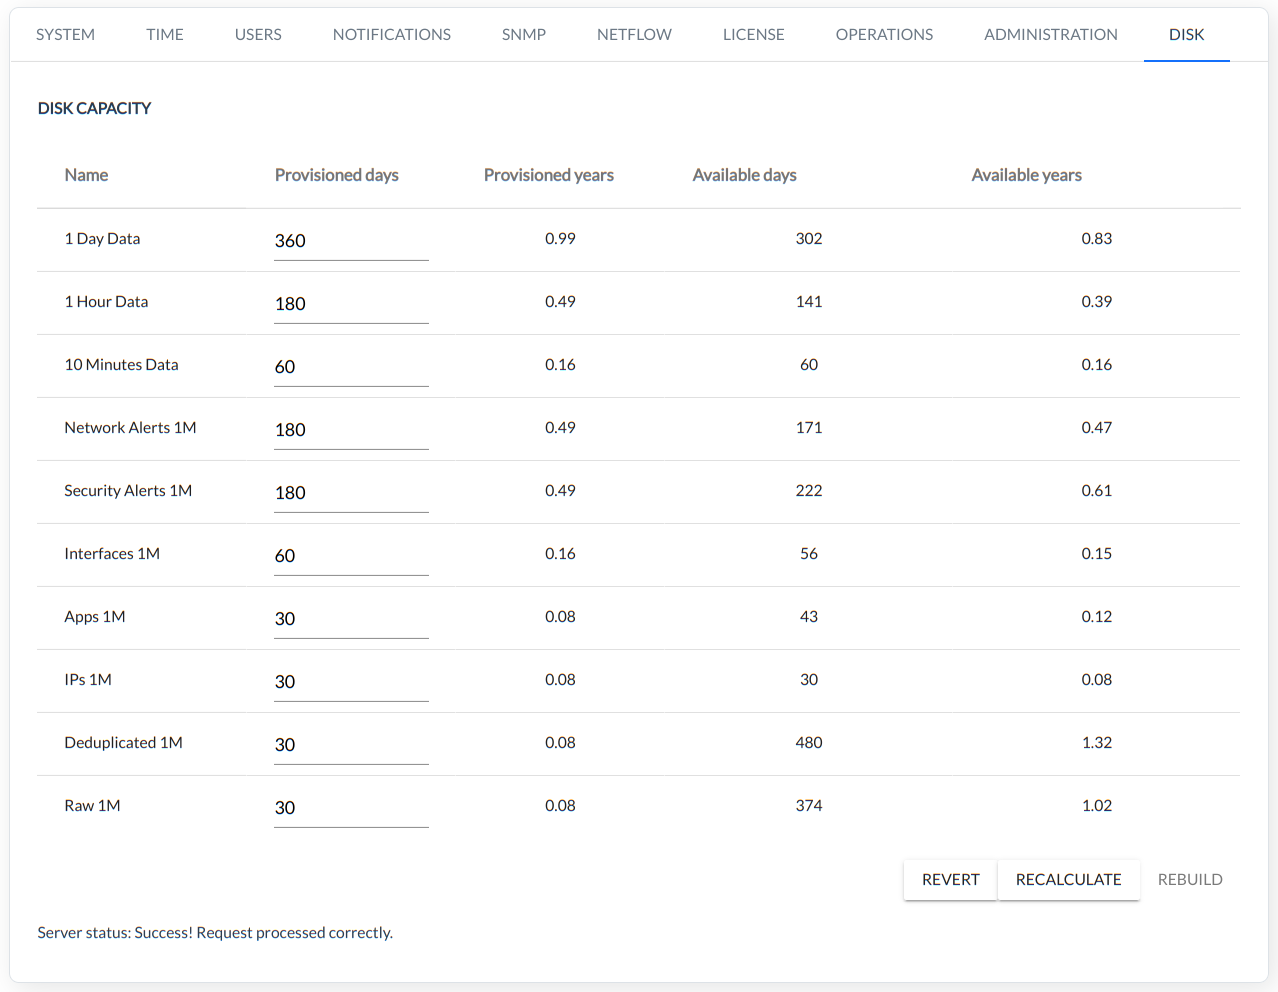 SYSTEM TIME USERS NOTIFICATIONS SNMP NETFLOW LICENSE OPERATIONS ADMINISTRATION DISK
DISK CAPACITY
Name Provisioned days Provisioned years Available days Available years
1 Day Data 360 0.99 302 0.83
1 Hour Data 180 0.49 141 0.39
10 Minutes Data 60 0.16 60 0.16
Network Alerts 1M 180 0.49 171 0.47
Security Alerts 1M 180 0.49 222 0.61
Interfaces 1M 60 0.16 56 0.15
Apps 1M 30 0.08 43 0.12
IPs 1M 30 0.08 30 0.08
Deduplicated 1M 30 0.08 480 1.32
Raw 1M 30 0.08 374 1.02
REVERT RECALCULATE REBUILD
Server status: Success! Request processed correctly.